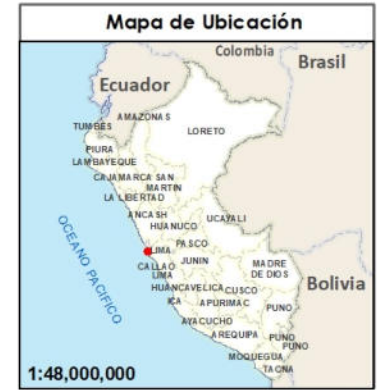 Mapa de Ubicación
Colombia
Brasil
Ecuador
AMAZONAS
LORETO
TUMBES
PIURA
LAMBAYEQUE
CAJAMARCA SAN
MARTIN
LA LIBERTAD
ANCASH
HUANUCO
UCAYALI
OCEANO PACIFICO
LIMA
PASCO
CALLAO
JUNIN
MADRE
DE DIOS
LIMA
Bolivia
HUANCAVELICA
CUSCO
ICA
APURIMAC
PUNO
AYACUCHO
AREQUIPA
PUNO
PUNO
MOQUEGUA
TACNA
1:48,000,000